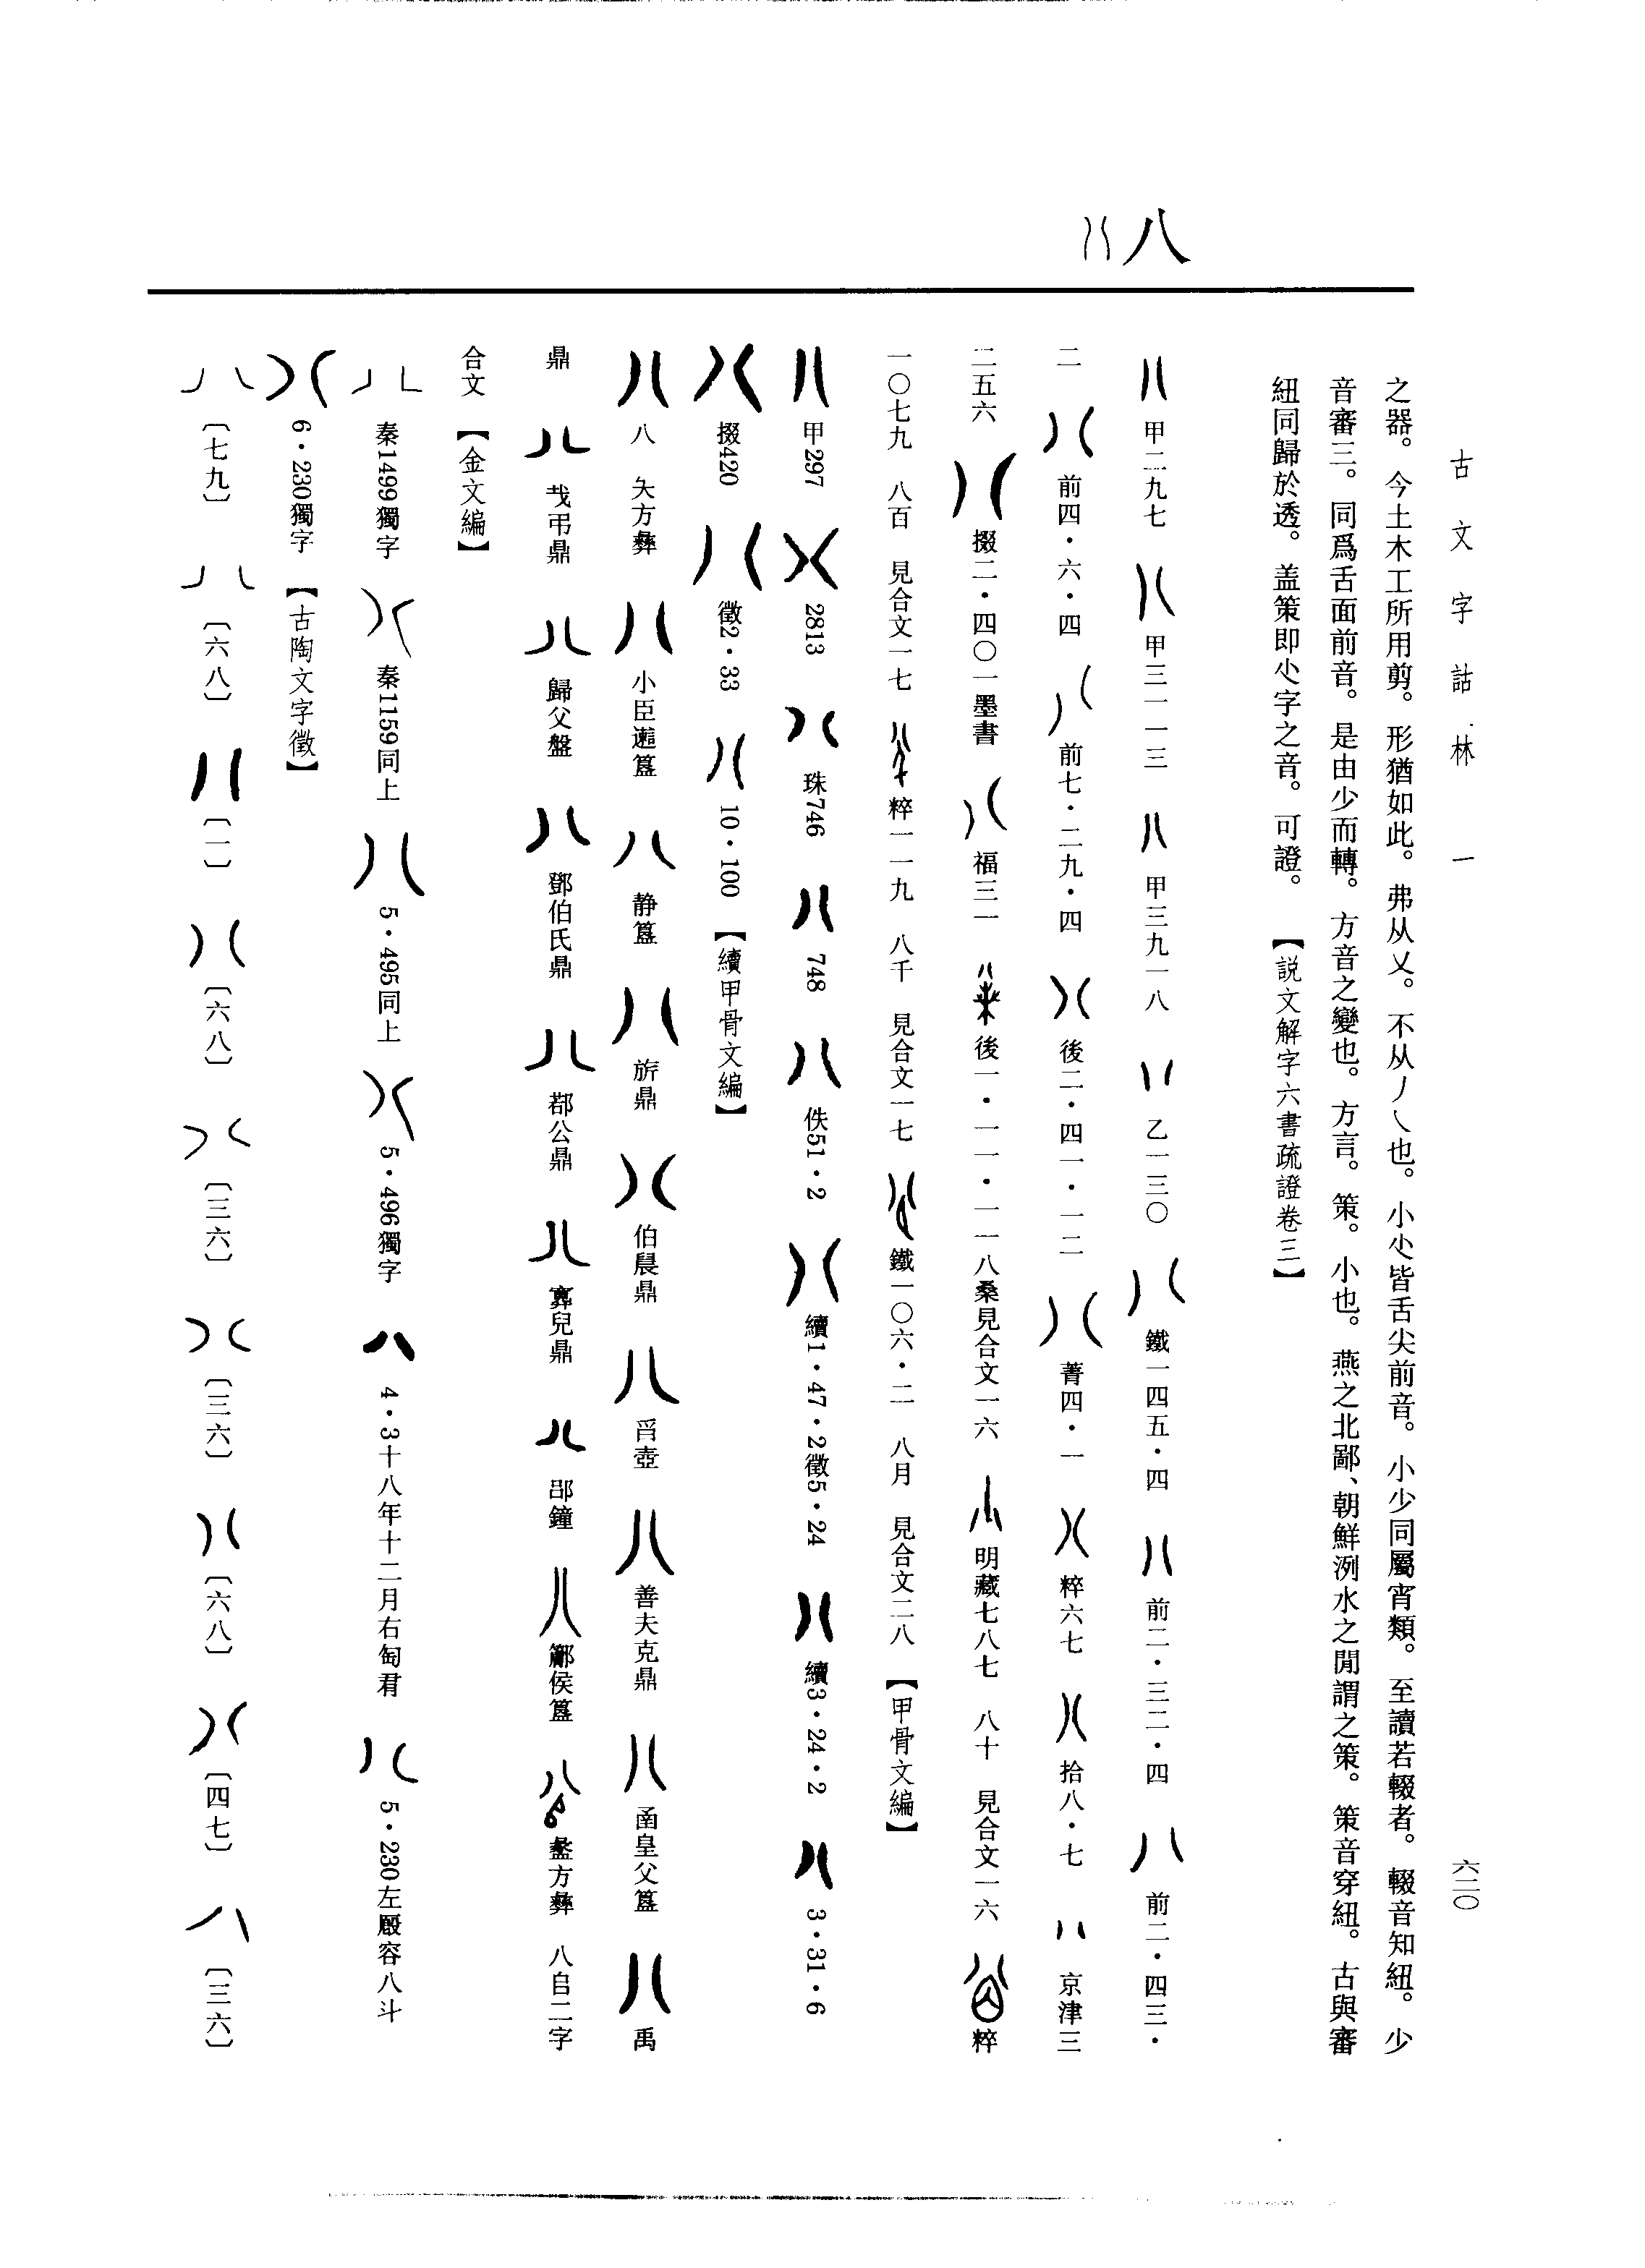 古文字詁林 一
六二〇
八
之器。今土木工所用剪。形猶如此。弗从乂。不从丿乀也。小尐皆舌尖前音。小少同屬宵類。至讀若輟者。輟音知紐。少
音審三。同爲舌面前音。是由少而轉。方音之變也。方言。策。小也。燕之北鄙、朝鮮洌水之閒謂之策。策音穿紐。古與審
紐同歸於透。盖策即尐字之音。可證。【説文解字六書疏證卷三】
甲二九七 甲三一一三 甲三九一八 乙一三〇 鐵一四五·四 前二·三二·四 前二·四三·
二 前四·六·四 前七·二九·四 後二·四一·一二 菁四·一 粹六七 拾八·七 京津三
二五六 掇二·四〇一墨書 福三一 後一·一一·一一八桑見合文一六 明藏七八七 八十 見合文一六 粹
一〇七九 八百 見合文一七 粹一一九 八千 見合文一七 鐵一〇六·二 八月 見合文二八 【甲骨文編】
甲297 2813 珠746 748 佚51·2 續1·47·2徵5·24 續3·24·2 3·31·6
掇420 徵2·33 10·100 【續甲骨文編】
八 矢方彝 小臣 簋 静簋 旂鼎 伯晨鼎 壺 善夫克鼎 圅皇父簋 禹
鼎 弔鼎 歸父盤 鄧伯氏鼎 鄀公鼎 兒鼎 郘鐘 侯簋 盠方彝 八𠂤二字
合文 【金文編】
秦1499獨字 秦1159同上 5·495同上 5·496獨字 4·3十八年十二月右匋君 5·230左厩容八斗
6·230獨字 【古陶文字徵】
〔七九〕 〔六八〕 〔一〕 〔六八〕 〔三六〕 〔三六〕 〔六八〕 〔四七〕 〔三六〕